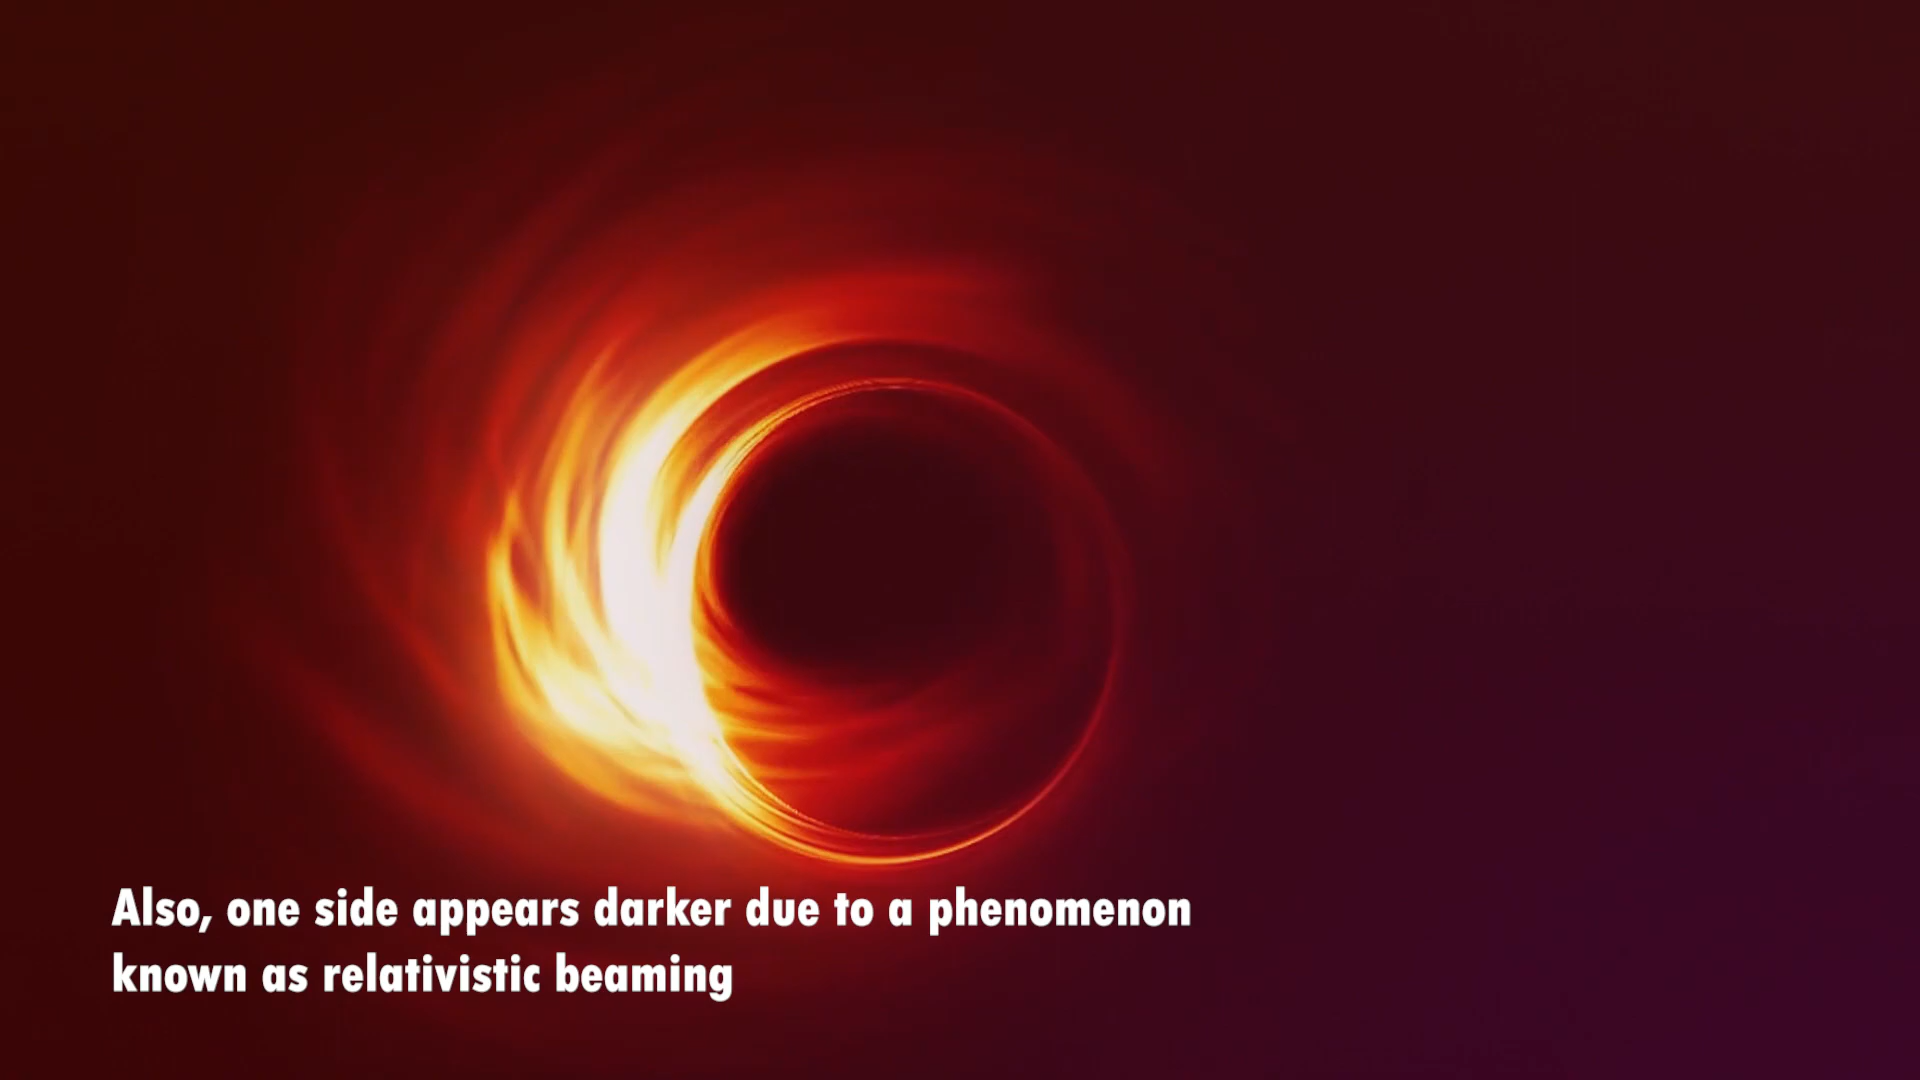 Also, one side appears darker due to a phenomenon
known as relativistic beaming